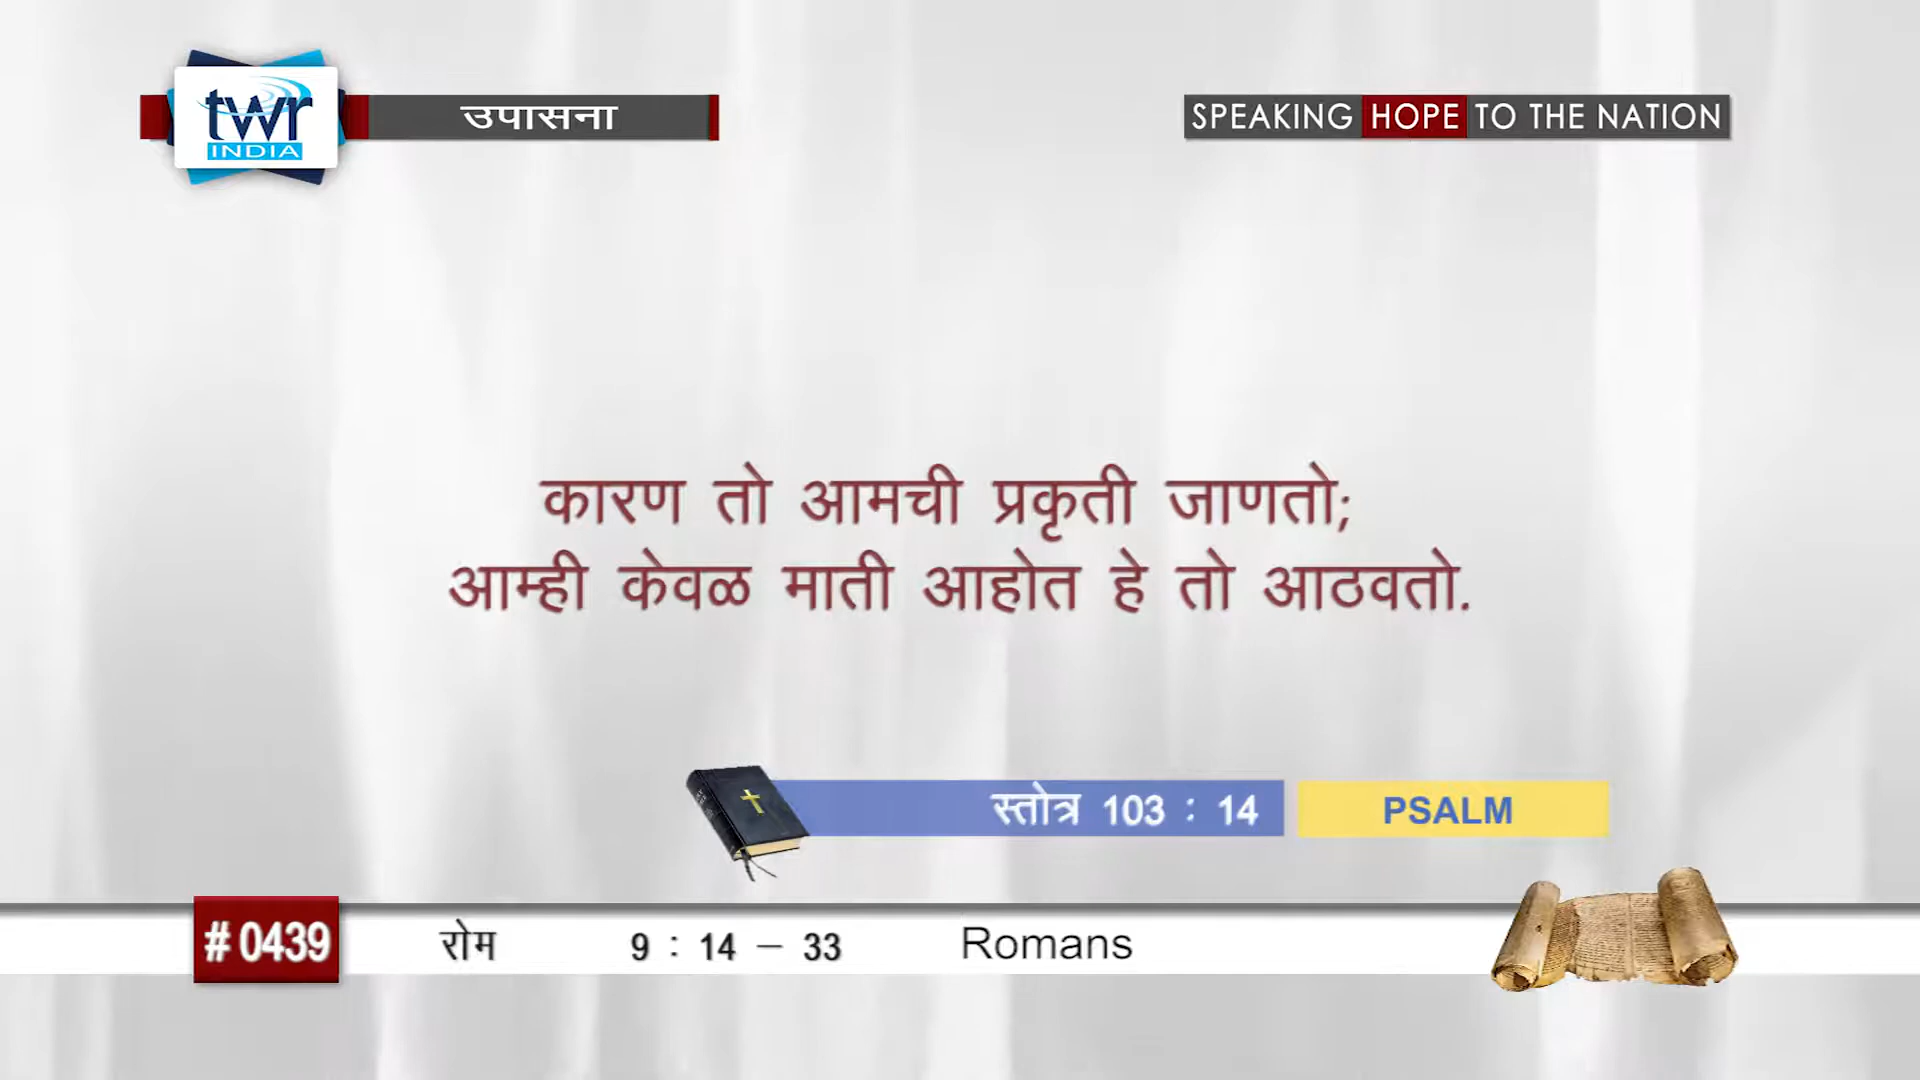 twr
INDIA
उपासना
SPEAKING HOPE TO THE NATION
कारण तो आमची प्रकृती जाणतो;
आम्ही केवळ माती आहोत हे तो आठवतो.
स्तोत्र 103 : 14
PSALM
# 0439
रोम 9 : 14 – 33 Romans